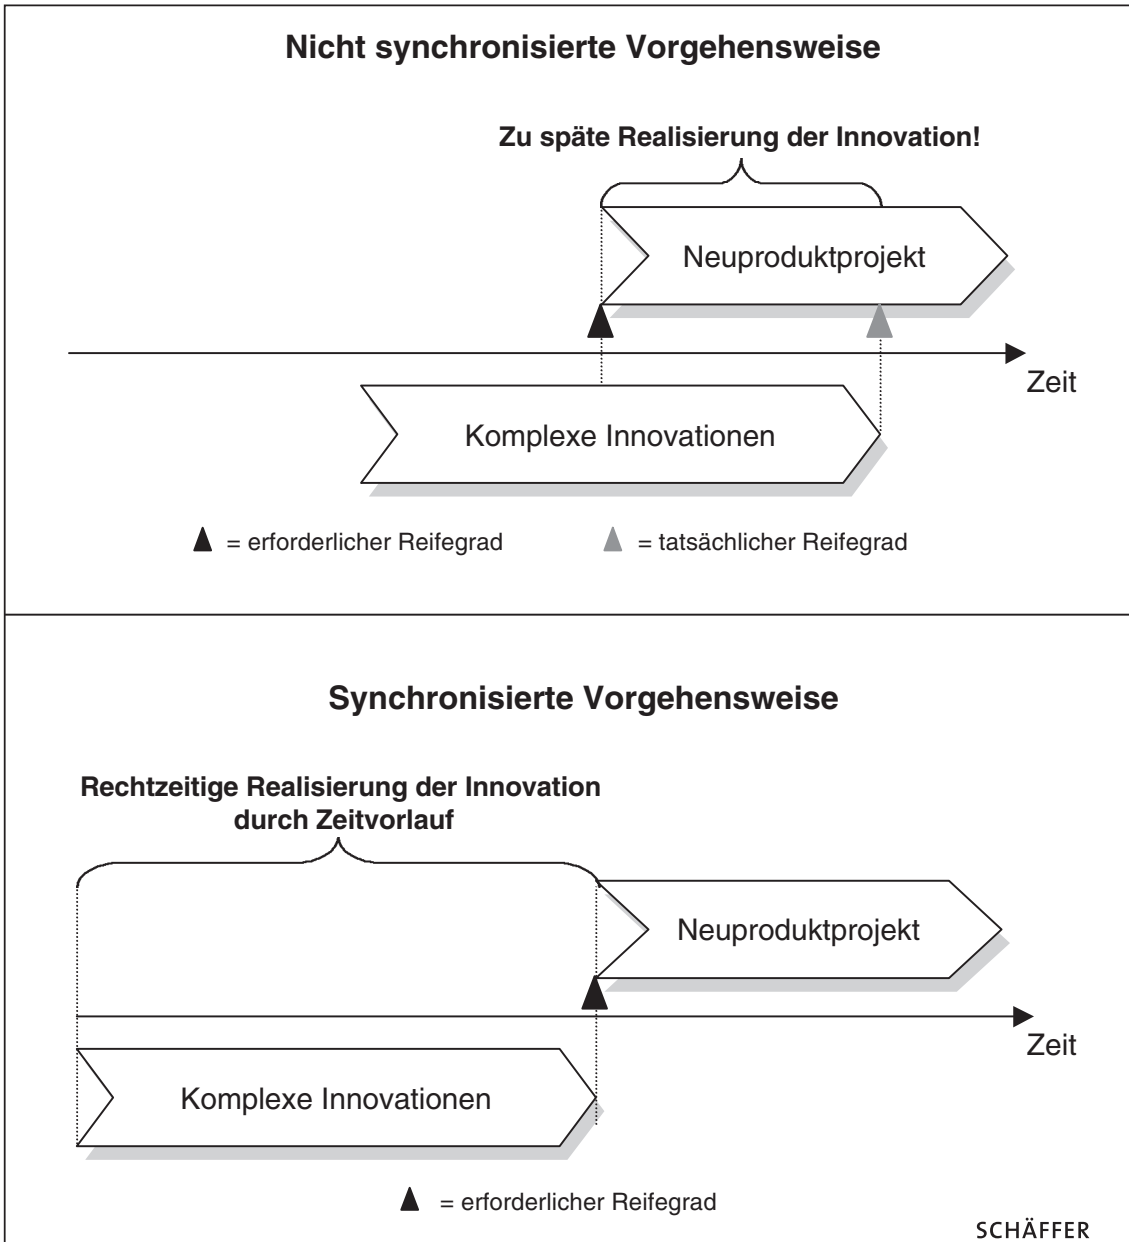 Nicht synchronisierte Vorgehensweise
Zu späte Realisierung der Innovation!
Neuproduktprojekt
Zeit
Komplexe Innovationen
= erforderlicher Reifegrad
= tatsächlicher Reifegrad
Synchronisierte Vorgehensweise
Rechtzeitige Realisierung der Innovation
durch Zeitvorlauf
Neuproduktprojekt
Zeit
Komplexe Innovationen
= erforderlicher Reifegrad
SCHÄFFER